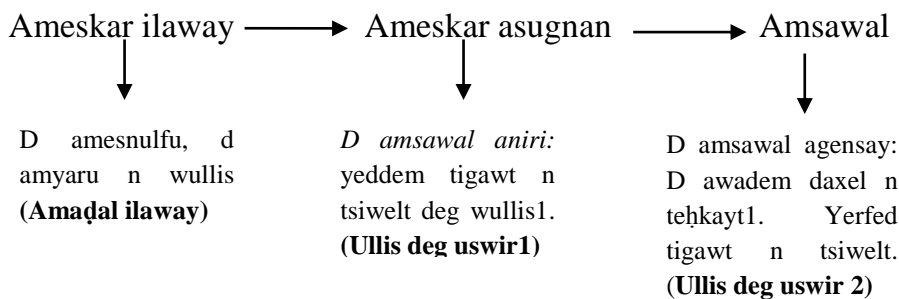 Ameskar ilaway Ameskar asugnan Amsawal
D amesnulfu, d
amyaru n wullis
(Amaḍal ilaway)
D amsawal aniri:
yeddem tigawt n
tsiwelt deg wullis1.
(Ullis deg uswir1)
D amsawal agensay:
D awadem daxel n
teḥkayt1. Yerfed
tigawt n tsiwelt.
(Ullis deg uswir 2)